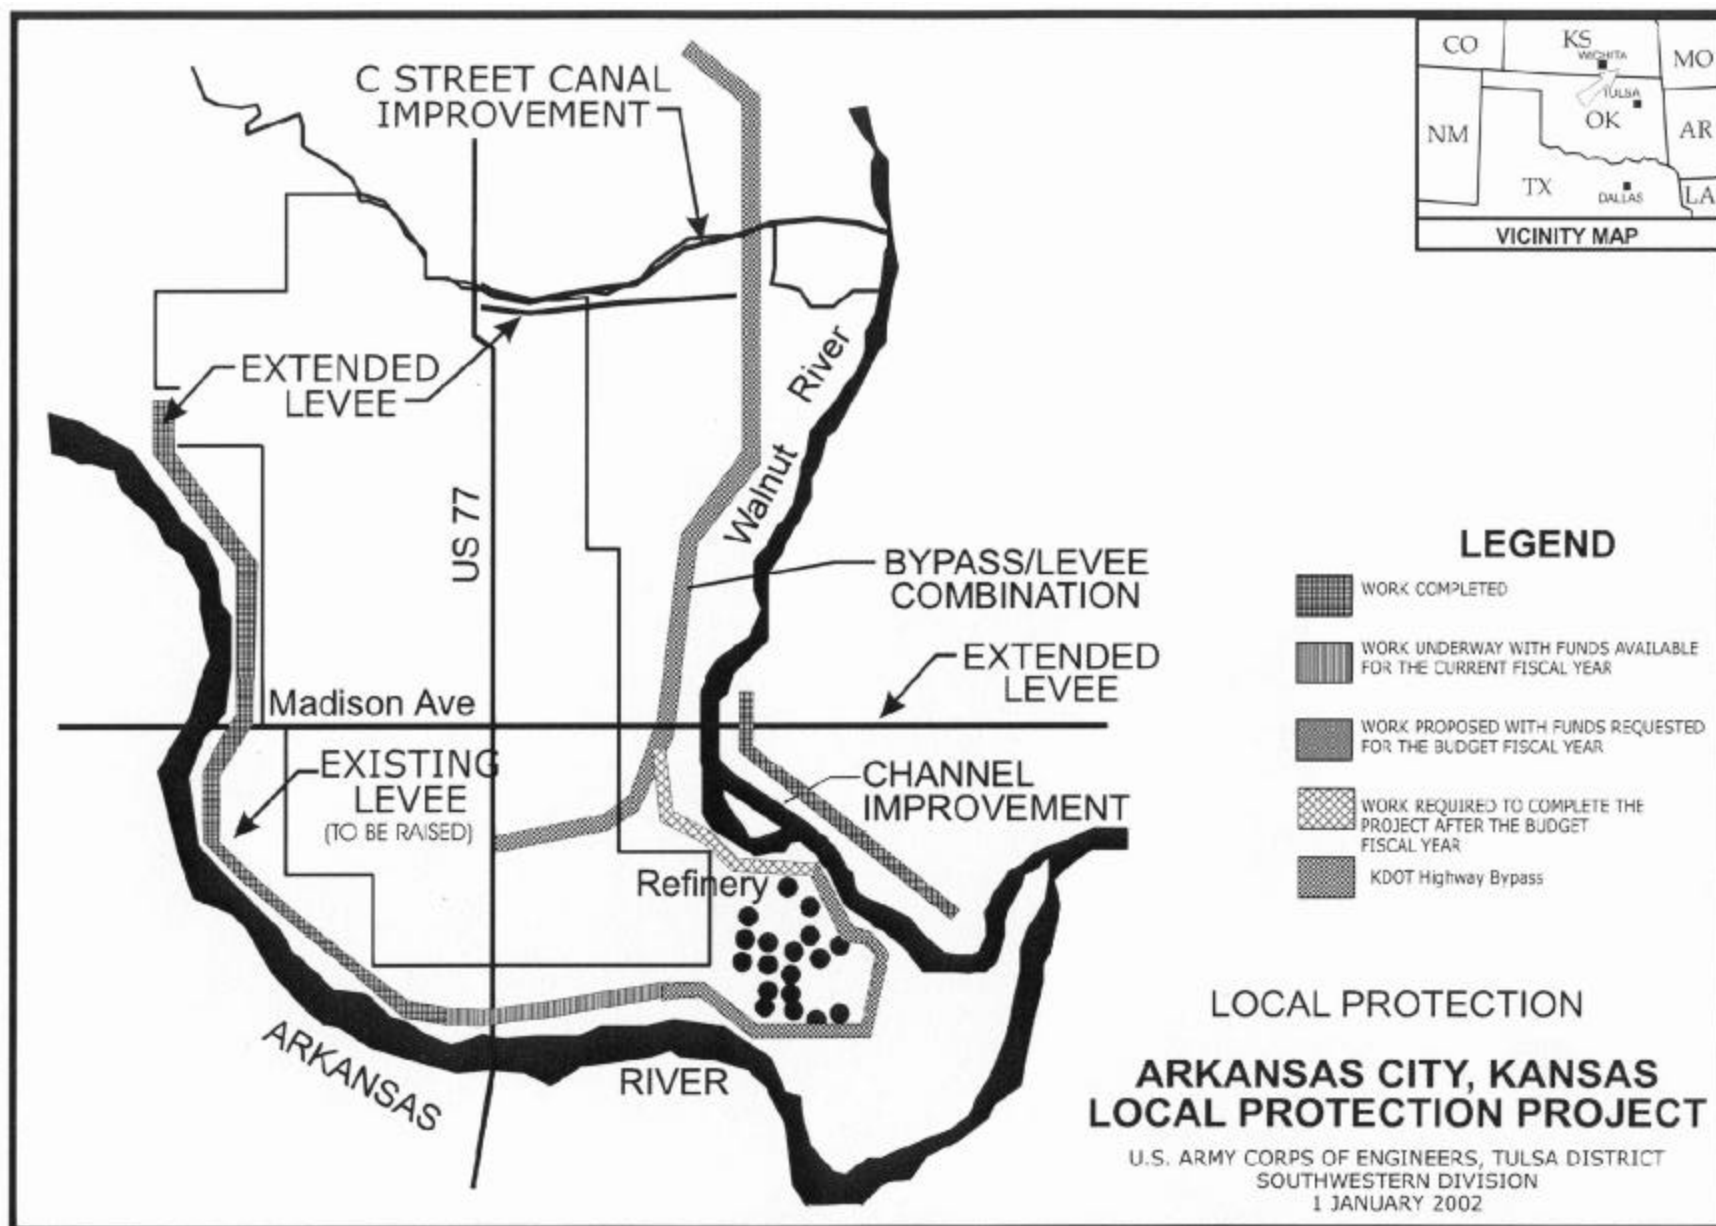 C STREET CANAL
IMPROVEMENT
CO
KS
WICHITA
MO
TULSA
NM
OK
AR
TX
DALLAS
LA
VICINITY MAP
EXTENDED
LEVEE
Walnut River
US 77
BYPASS/LEVEE
COMBINATION
EXTENDED
LEVEE
Madison Ave
EXISTING
LEVEE
(TO BE RAISED)
CHANNEL
IMPROVEMENT
Refinery
ARKANSAS
RIVER
LEGEND
WORK COMPLETED
WORK UNDERWAY WITH FUNDS AVAILABLE
FOR THE CURRENT FISCAL YEAR
WORK PROPOSED WITH FUNDS REQUESTED
FOR THE BUDGET FISCAL YEAR
WORK REQUIRED TO COMPLETE THE
PROJECT AFTER THE BUDGET
FISCAL YEAR
KDOT Highway Bypass
LOCAL PROTECTION
ARKANSAS CITY, KANSAS
LOCAL PROTECTION PROJECT
U.S. ARMY CORPS OF ENGINEERS, TULSA DISTRICT
SOUTHWESTERN DIVISION
1 JANUARY 2002